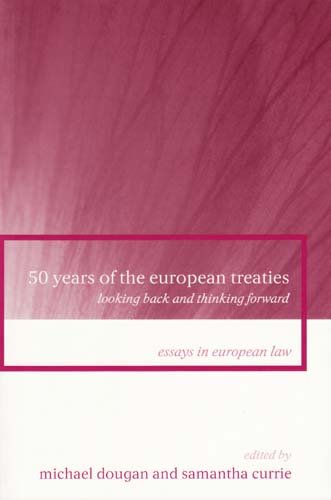 50 years of the european treaties
looking back and thinking forward
essays in european law
edited by
michael dougan and samantha currie